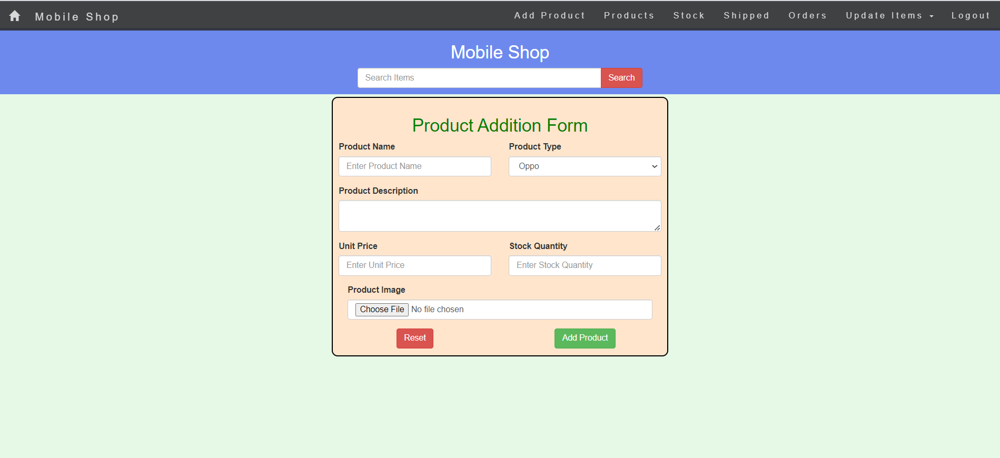 Mobile Shop Add Product Products Stock Shipped Orders Update Items Logout
Mobile Shop
Search Items Search
Product Addition Form
Product Name Product Type
Enter Product Name Oppo
Product Description
Unit Price Stock Quantity
Enter Unit Price Enter Stock Quantity
Product Image
Choose File No file chosen
Reset Add Product